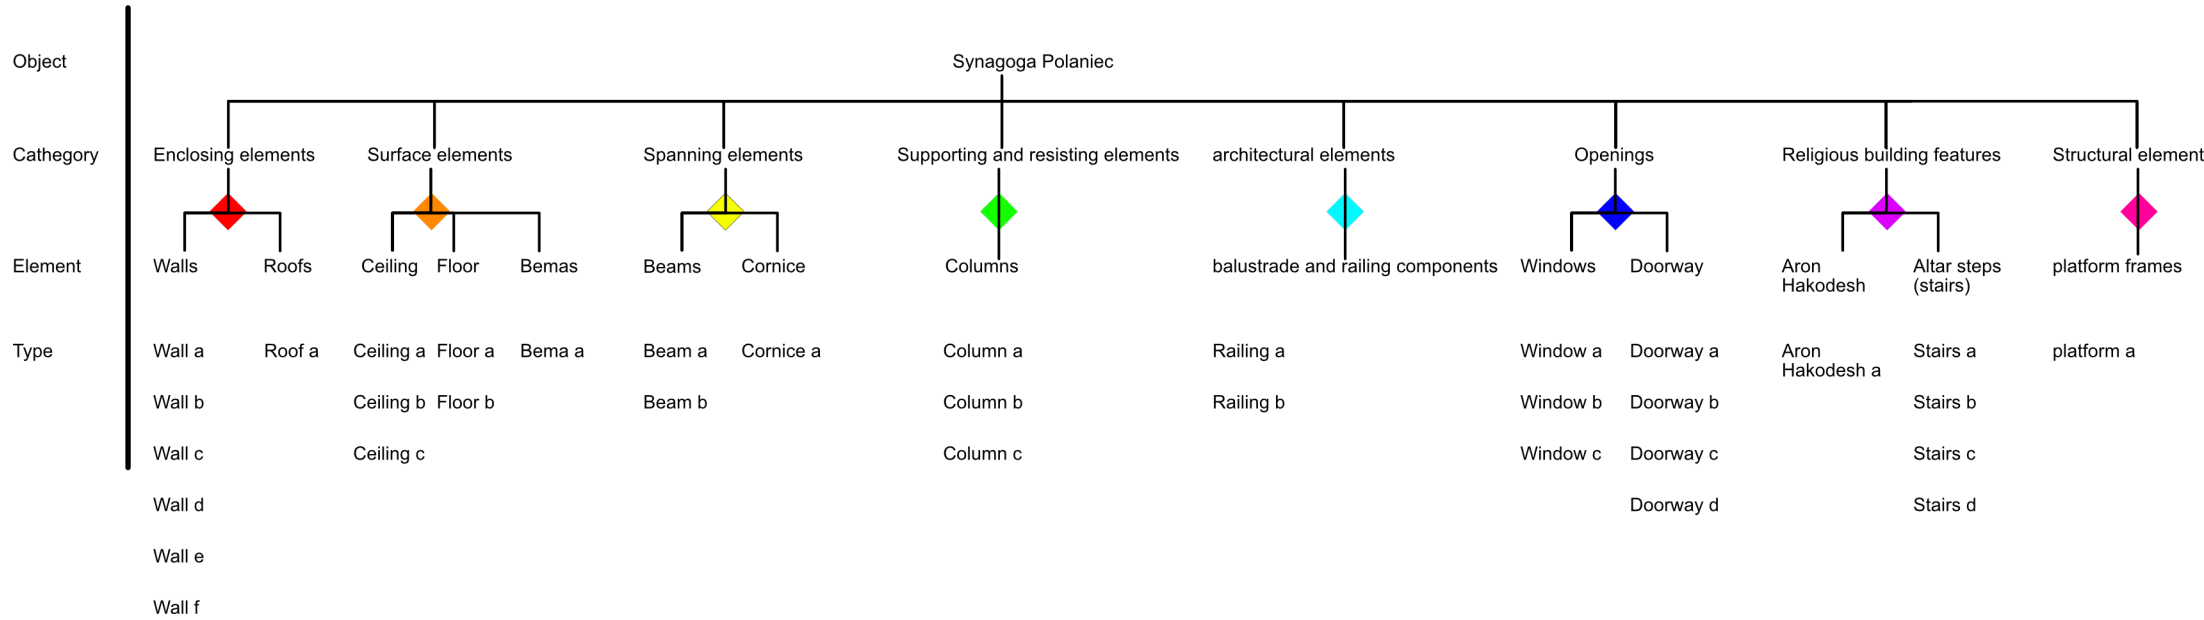 Object Synagoga Polaniec
Cathegory Enclosing elements Surface elements Spanning elements Supporting and resisting elements architectural elements Openings Religious building features Structural element
Element Walls Roofs Ceiling Floor Bemas Beams Cornice Columns balustrade and railing components Windows Doorway Aron Altar steps platform frames
Hakodesh (stairs)
Type Wall a Roof a Ceiling a Floor a Bema a Beam a Cornice a Column a Railing a Window a Doorway a Aron Stairs a platform a
Hakodesh a
Wall b Ceiling b Floor b Beam b Column b Railing b Window b Doorway b Stairs b
Wall c Ceiling c Column c Window c Doorway c Stairs c
Wall d Doorway d Stairs d
Wall e
Wall f